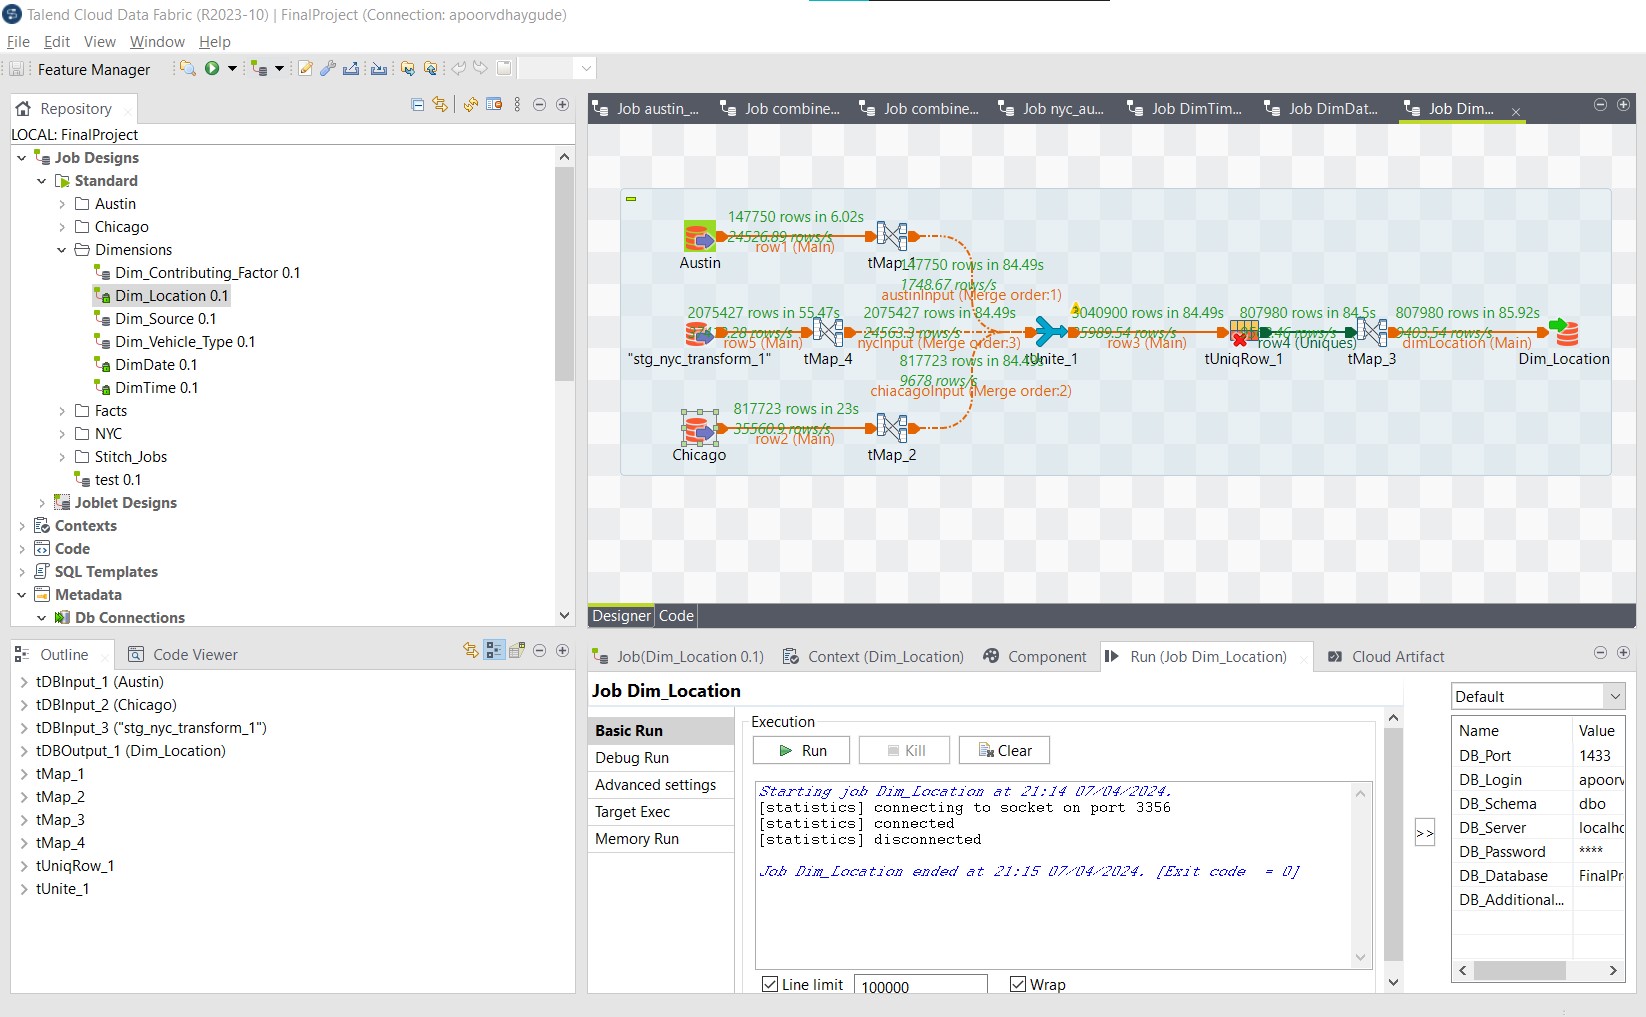 Talend Cloud Data Fabric (R2023-10) | FinalProject (Connection: apoorvdhaygude)
File Edit View Window Help
Feature Manager
Repository
LOCAL: FinalProject
Job Designs
Standard
Austin
Chicago
Dimensions
Dim_Contributing_Factor 0.1
Dim_Location 0.1
Dim_Source 0.1
Dim_Vehicle_Type 0.1
DimDate 0.1
DimTime 0.1
Facts
NYC
Stitch_Jobs
test 0.1
Joblet Designs
Contexts
Code
SQL Templates
Metadata
Db Connections
Job austin_... Job combine... Job combine... Job nyc_au... Job DimTim... Job DimDat... Job Dim...
147750 rows in 6.02s
24526.89 rows/s
row1 (Main)
Austin
tMap_1
147750 rows in 84.49s
1748.67 rows/s
austinInput (Merge order:1)
2075427 rows in 55.47s
row5 (Main)
"stg_nyc_transform_1"
tMap_4
2075427 rows in 84.49s
24563.3 rows/s
nycInput (Merge order:3)
tUnite_1
3040900 rows in 84.49s
35989.54 rows/s
row3 (Main)
tUniqRow_1
807980 rows in 84.5s
row4 (Uniques)
tMap_3
807980 rows in 85.92s
9403.54 rows/s
dimLocation (Main)
Dim_Location
817723 rows in 84.49s
9678 rows/s
chiacagoInput (Merge order:2)
817723 rows in 23s
35560.9 rows/s
row2 (Main)
Chicago
tMap_2
Designer Code
Outline Code Viewer
tDBInput_1 (Austin)
tDBInput_2 (Chicago)
tDBInput_3 ("stg_nyc_transform_1")
tDBOutput_1 (Dim_Location)
tMap_1
tMap_2
tMap_3
tMap_4
tUniqRow_1
tUnite_1
Job(Dim_Location 0.1) Context (Dim_Location) Component Run (Job Dim_Location) Cloud Artifact
Job Dim_Location
Basic Run
Debug Run
Advanced settings
Target Exec
Memory Run
Execution
Run Kill Clear
Starting job Dim_Location at 21:14 07/04/2024.
[statistics] connecting to socket on port 3356
[statistics] connected
[statistics] disconnected
Job Dim_Location ended at 21:15 07/04/2024. [Exit code = 0]
Line limit 100000 Wrap
>>
Default
Name Value
DB_Port 1433
DB_Login apoorv
DB_Schema dbo
DB_Server localhc
DB_Password ****
DB_Database FinalPr
DB_Additional...